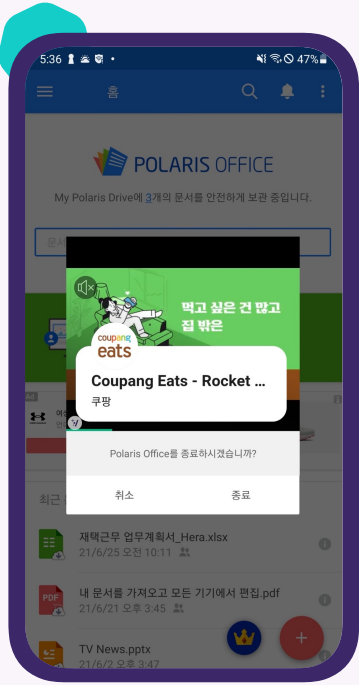 5:36
47%
홈
POLARIS OFFICE
My Polaris Drive에 3개의 문서를 안전하게 보관 중입니다.
문서
먹고 싶은 건 많고
집 밖은
coupang
eats
Coupang Eats - Rocket ...
쿠팡
Ad
Polaris Office를 종료하시겠습니까?
취소
종료
최근
재택근무 업무계획서_Hera.xlsx
21/6/25 오전 10:11
PDF
내 문서를 가져오고 모든 기기에서 편집.pdf
21/6/21 오후 3:45
TV News.pptx
21/6/2 오후 3:47